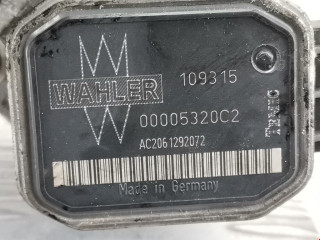 WAHLER
109315
00005320C2
AC2061292072
Made in Germany